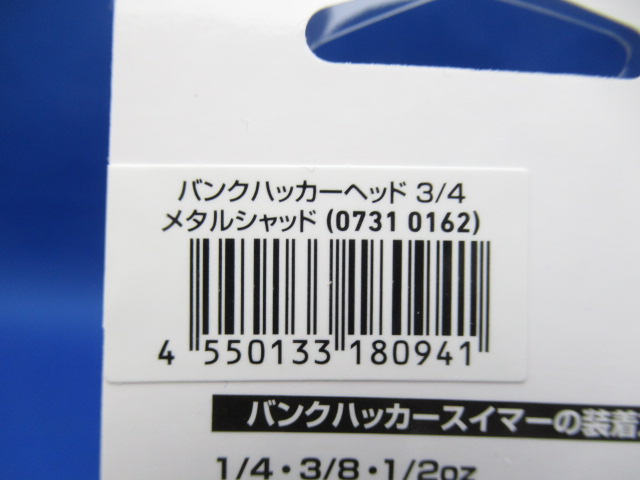 バンクハッカーヘッド 3/4
メタルシャッド (0731 0162)
4 550133 180941
バンクハッカースイマーの装着
1/4・3/8・1/2oz